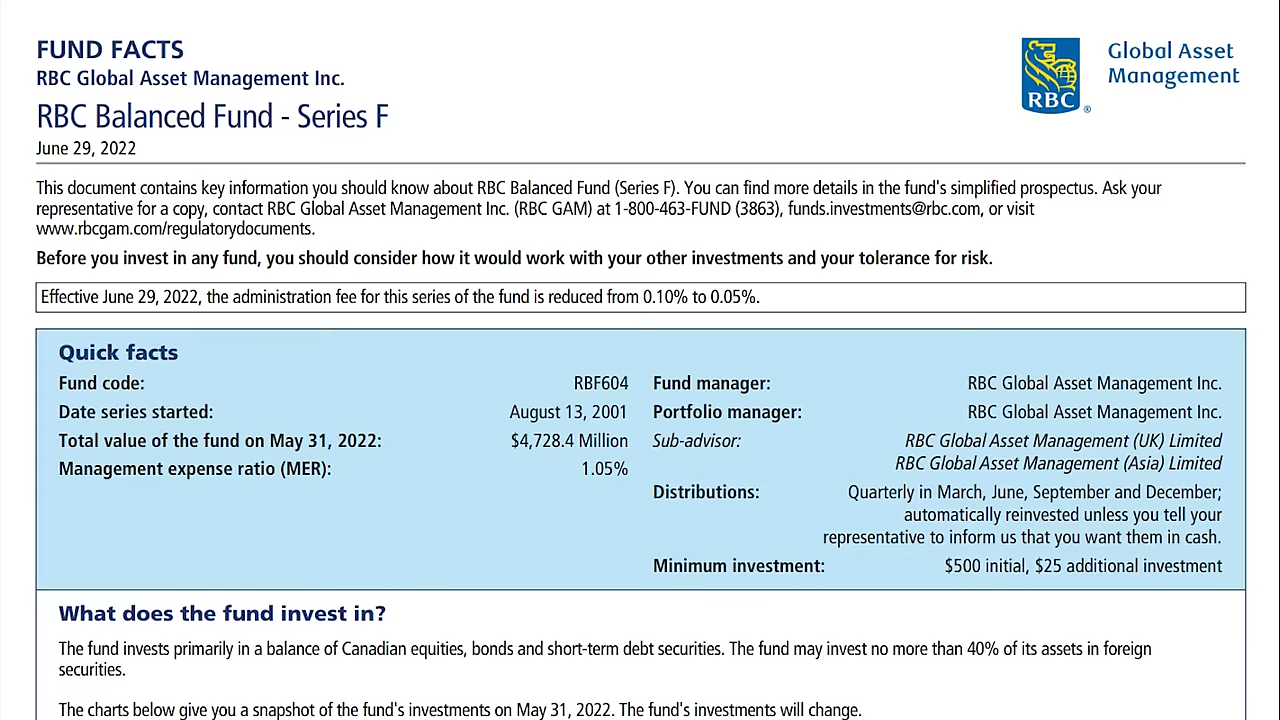 FUND FACTS
RBC Global Asset Management Inc.
RBC Balanced Fund - Series F
June 29, 2022
RBC
®
Global Asset
Management
This document contains key information you should know about RBC Balanced Fund (Series F). You can find more details in the fund's simplified prospectus. Ask your
representative for a copy, contact RBC Global Asset Management Inc. (RBC GAM) at 1-800-463-FUND (3863), funds.investments@rbc.com, or visit
www.rbcgam.com/regulatorydocuments.
Before you invest in any fund, you should consider how it would work with your other investments and your tolerance for risk.
Effective June 29, 2022, the administration fee for this series of the fund is reduced from 0.10% to 0.05%.
Quick facts
Fund code: RBF604
Date series started: August 13, 2001
Total value of the fund on May 31, 2022: $4,728.4 Million
Management expense ratio (MER): 1.05%
Fund manager: RBC Global Asset Management Inc.
Portfolio manager: RBC Global Asset Management Inc.
Sub-advisor: RBC Global Asset Management (UK) Limited
RBC Global Asset Management (Asia) Limited
Distributions: Quarterly in March, June, September and December;
automatically reinvested unless you tell your
representative to inform us that you want them in cash.
Minimum investment: $500 initial, $25 additional investment
What does the fund invest in?
The fund invests primarily in a balance of Canadian equities, bonds and short-term debt securities. The fund may invest no more than 40% of its assets in foreign
securities.
The charts below give you a snapshot of the fund's investments on May 31, 2022. The fund's investments will change.